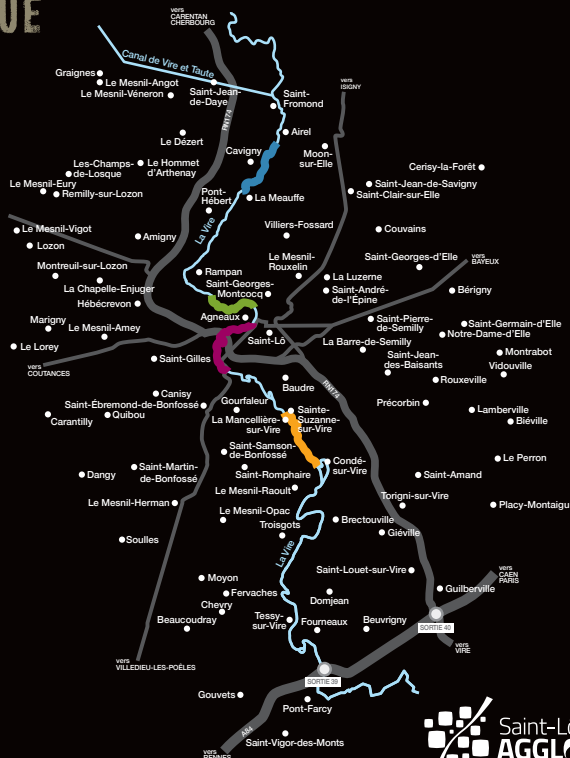 UE
vers
CARENTAN
CHERBOURG
Canal de Vire et Taute
Graignes
Le Mesnil-Angot
Le Mesnil-Véneron
Saint-Jean-
de-Daye
Saint-
Fromond
vers
ISIGNY
RN174
Airel
Le Dézert
Cavigny
Moon-
sur-Elle
Les-Champs-
de-Losque
Le Hommet
d'Arthenay
Cerisy-la-Forêt
Le Mesnil-Eury
Remilly-sur-Lozon
Pont-
Hébert
La Meauffe
Saint-Jean-de-Savigny
Saint-Clair-sur-Elle
La Vire
Le Mesnil-Vigot
Lozon
Amigny
Villiers-Fossard
Couvains
Montreuil-sur-Lozon
La Chapelle-Enjuger
Hébécrevon
Rampan
Saint-Georges-
Montcocq
Le Mesnil-
Rouxelin
La Luzerne
Saint-André-
de-l'Épine
Saint-Georges-d'Elle
vers
BAYEUX
Bérigny
Marigny
Le Mesnil-Amey
Le Lorey
Agneaux
Saint-Lô
Saint-Pierre-
de-Semilly
La Barre-de-Semilly
Saint-Germain-d'Elle
Notre-Dame-d'Elle
Saint-Gilles
Saint-Jean-
des-Baisants
Montrabot
Vidouville
vers
COUTANCES
Rouxeville
Baudre
RN174
Canisy
Saint-Ébremond-de-Bonfossé
Quibou
Carantilly
Gourfaleur
La Mancellière-
sur-Vire
Sainte-
Suzanne-
sur-Vire
Précorbin
Lamberville
Biéville
Saint-Samson-
de-Bonfossé
Condé-
sur-Vire
Le Perron
Dangy
Saint-Martin-
de-Bonfossé
Saint-Romphaire
Saint-Amand
Le Mesnil-Raoult
Torigni-sur-Vire
Le Mesnil-Herman
Placy-Montaigu
Le Mesnil-Opac
Troisgots
Brectouville
Giéville
Soulles
La Vire
Saint-Louet-sur-Vire
vers
CAEN
PARIS
Moyon
Fervaches
Chevry
Domjean
Guilberville
Beaucoudray
Tessy-
sur-Vire
Fourneaux
Beuvrigny
SORTIE 40
vers
VIRE
vers
VILLEDIEU-LES-POÊLES
SORTIE 39
Gouvets
Pont-Farcy
A84
Saint-Vigor-des-Monts
vers
RENNES
Saint-Lo
AGGLO